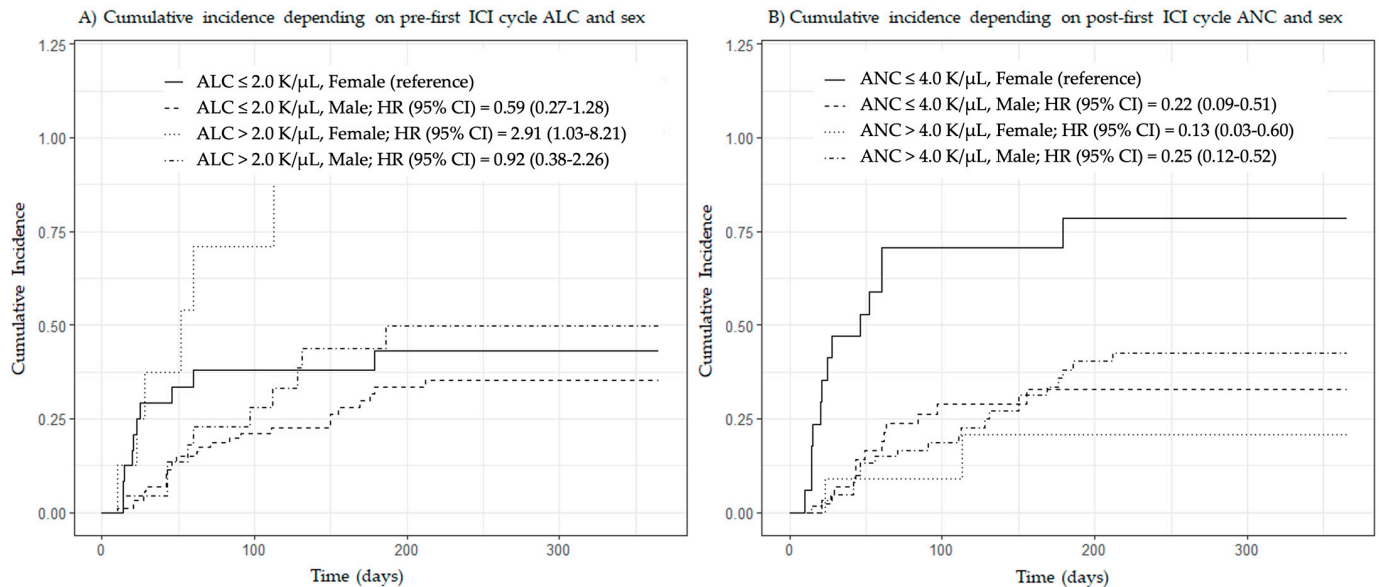 A) Cumulative incidence depending on pre-first ICI cycle ALC and sex
1.25
1.00
0.75
0.50
0.25
0.00
Cumulative Incidence
ALC ≤ 2.0 K/μL, Female (reference)
ALC ≤ 2.0 K/μL, Male; HR (95% CI) = 0.59 (0.27-1.28)
ALC > 2.0 K/μL, Female; HR (95% CI) = 2.91 (1.03-8.21)
ALC > 2.0 K/μL, Male; HR (95% CI) = 0.92 (0.38-2.26)
0
100
200
300
Time (days)
B) Cumulative incidence depending on post-first ICI cycle ANC and sex
1.25
1.00
0.75
0.50
0.25
0.00
Cumulative Incidence
ANC ≤ 4.0 K/μL, Female (reference)
ANC ≤ 4.0 K/μL, Male; HR (95% CI) = 0.22 (0.09-0.51)
ANC > 4.0 K/μL, Female; HR (95% CI) = 0.13 (0.03-0.60)
ANC > 4.0 K/μL, Male; HR (95% CI) = 0.25 (0.12-0.52)
0
100
200
300
Time (days)